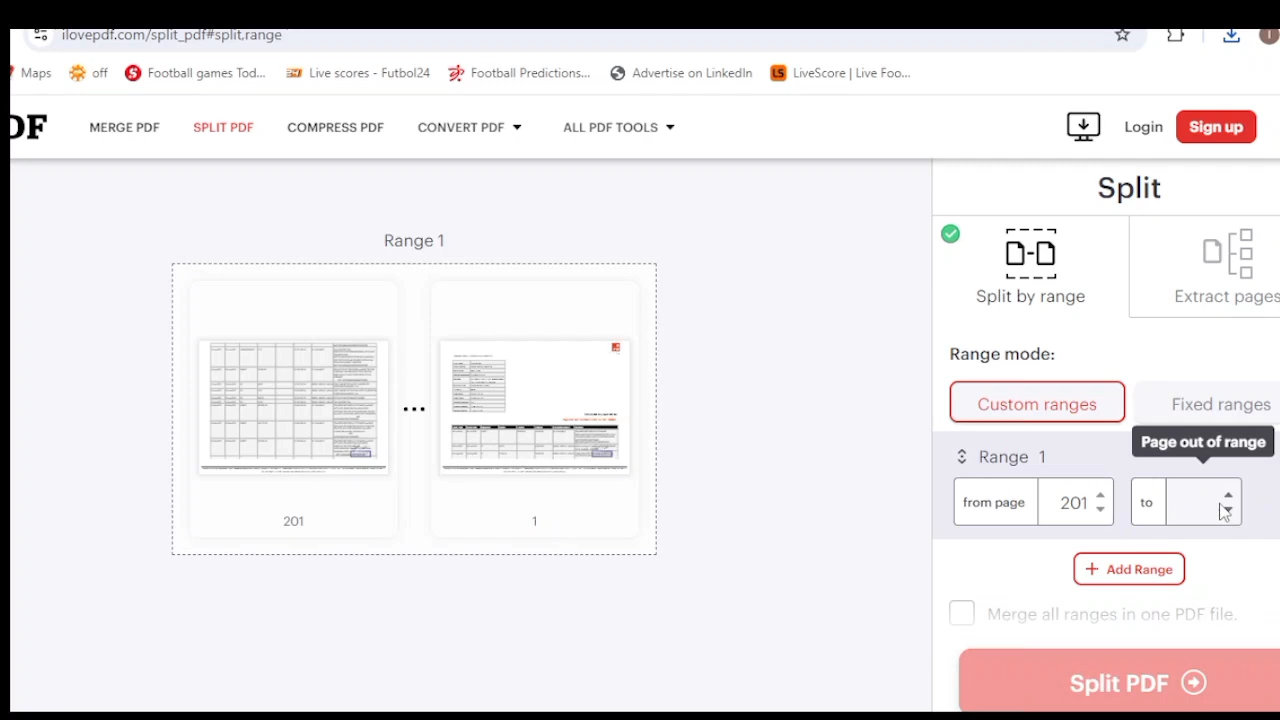 ilovepdf.com/split_pdf#split,range
Maps off Football games Tod... Live scores - Futbol24 Football Predictions... Advertise on LinkedIn LS LiveScore | Live Foo...
DF MERGE PDF SPLIT PDF COMPRESS PDF CONVERT PDF ALL PDF TOOLS Login Sign up
Split
Range 1
Split by range Extract pages
Range mode:
Custom ranges Fixed ranges
Page out of range
Range 1
from page 201 to
201 1
+ Add Range
Merge all ranges in one PDF file.
Split PDF